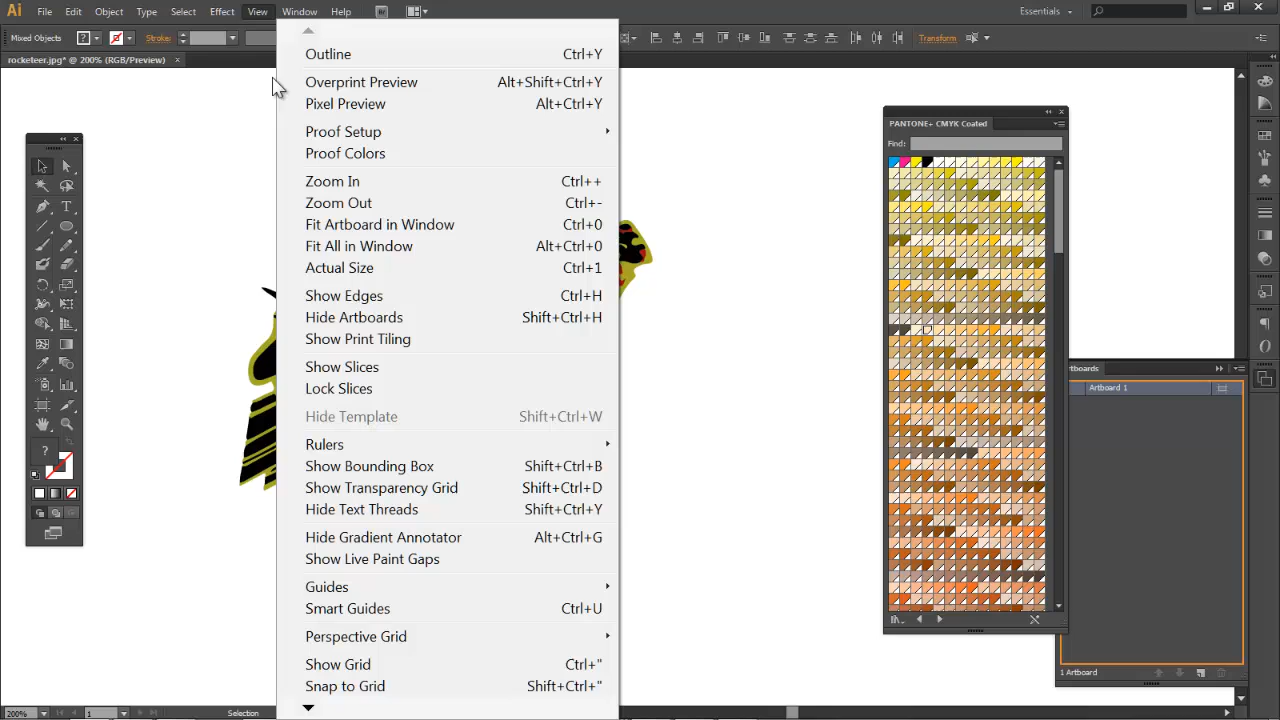 Ai File Edit Object Type Select Effect View Window Help Br Essentials
Mixed Objects ? Stroke: Transform
rocketeer.jpg* @ 200% (RGB/Preview) ×
Outline Ctrl+Y
Overprint Preview Alt+Shift+Ctrl+Y
Pixel Preview Alt+Ctrl+Y
Proof Setup
Proof Colors
Zoom In Ctrl++
Zoom Out Ctrl+-
Fit Artboard in Window Ctrl+0
Fit All in Window Alt+Ctrl+0
Actual Size Ctrl+1
Show Edges Ctrl+H
Hide Artboards Shift+Ctrl+H
Show Print Tiling
Show Slices
Lock Slices
Hide Template Shift+Ctrl+W
Rulers
Show Bounding Box Shift+Ctrl+B
Show Transparency Grid Shift+Ctrl+D
Hide Text Threads Shift+Ctrl+Y
Hide Gradient Annotator Alt+Ctrl+G
Show Live Paint Gaps
Guides
Smart Guides Ctrl+U
Perspective Grid
Show Grid Ctrl+"
Snap to Grid Shift+Ctrl+"
PANTONE+ CMYK Coated
Find:
tboards
Artboard 1
1 Artboard
?
200% 1 Selection